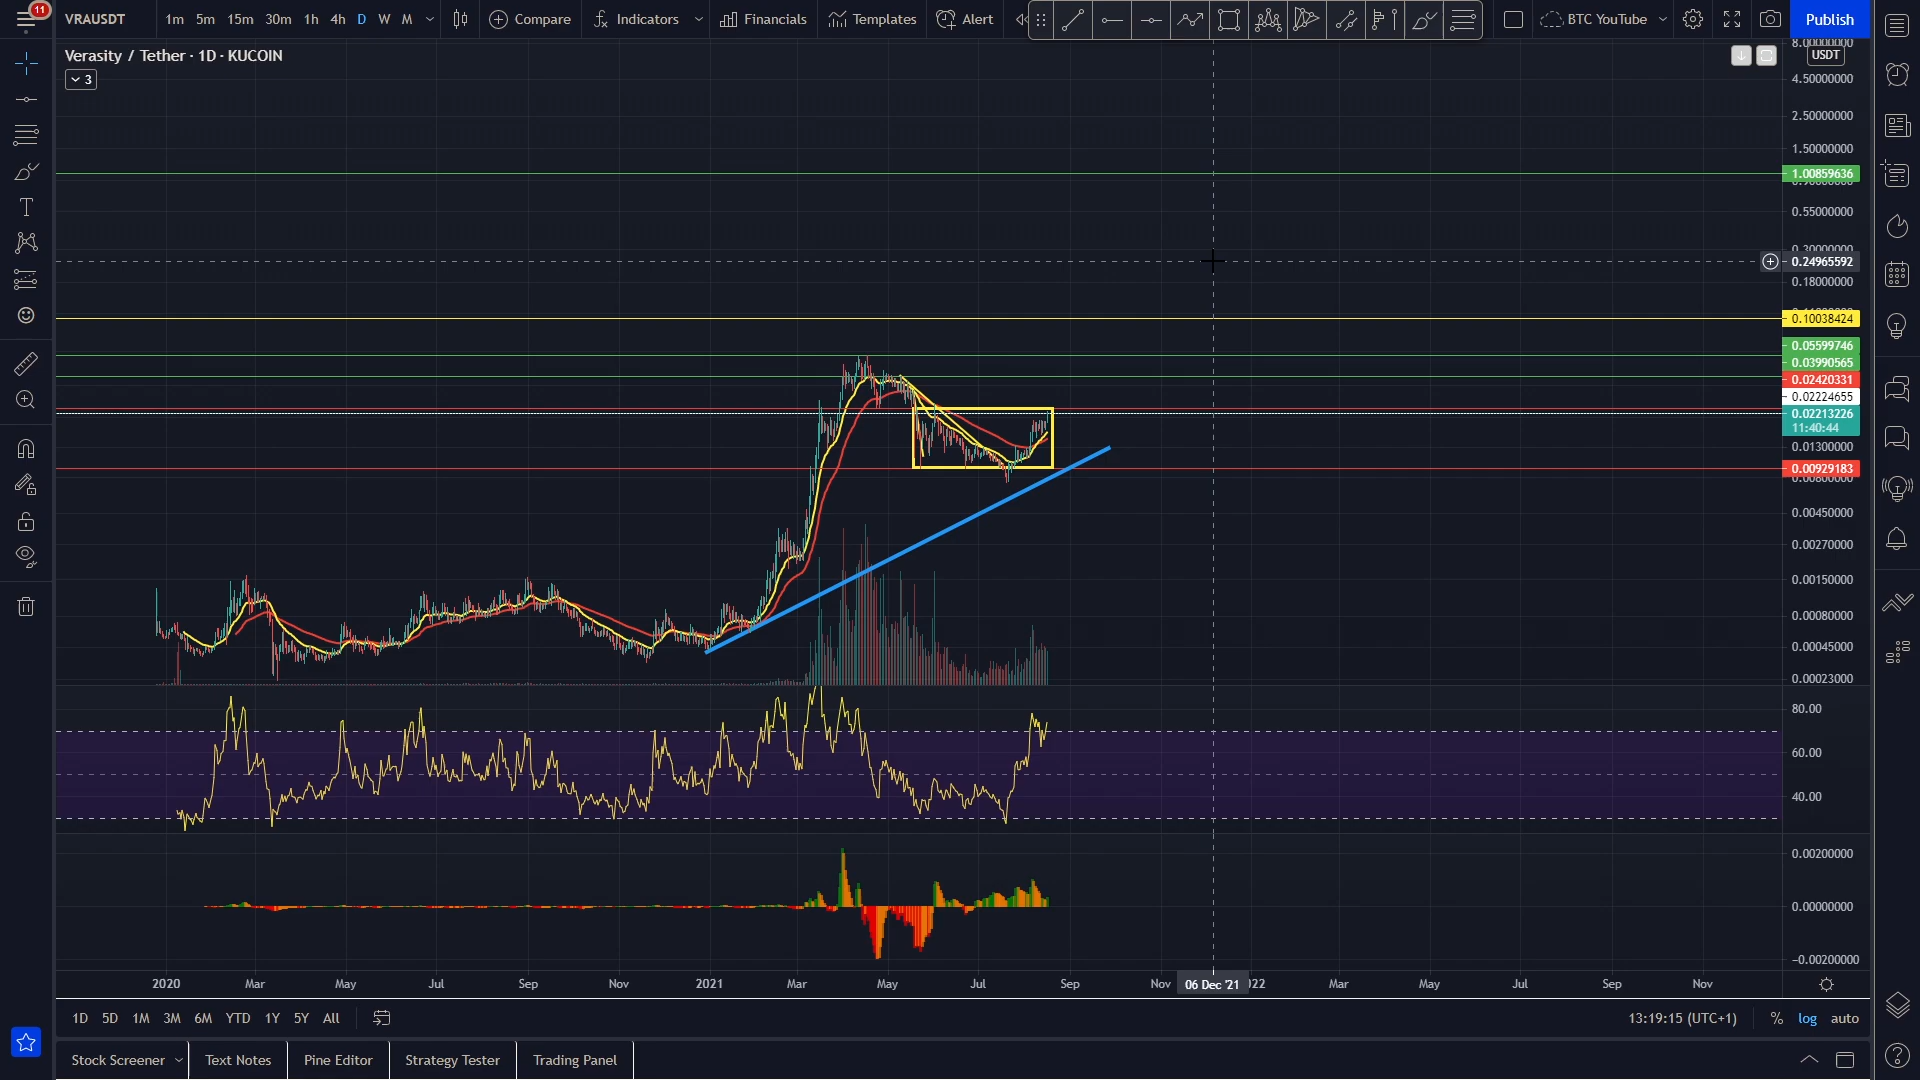 11
VRAUSDT
1m 5m 15m 30m 1h 4h D W M
Compare
Indicators
Financials
Templates
Alert
BTC YouTube
Publish
Verasity / Tether · 1D · KUCOIN
3
8.00000000
USDT
4.50000000
2.50000000
1.50000000
1.00859636
0.55000000
0.24965592
0.18000000
0.10038424
0.05599746
0.03990565
0.02420331
0.02224655
0.02213226
11:40:44
0.01300000
0.00929183
0.00800000
0.00450000
0.00270000
0.00150000
0.00080000
0.00045000
0.00023000
80.00
60.00
40.00
0.00200000
0.00000000
−0.00200000
2020 Mar May Jul Sep Nov 2021 Mar May Jul Sep Nov 06 Dec '21 Mar May Jul Sep Nov
1D 5D 1M 3M 6M YTD 1Y 5Y All
13:19:15 (UTC+1)
% log auto
Stock Screener
Text Notes
Pine Editor
Strategy Tester
Trading Panel